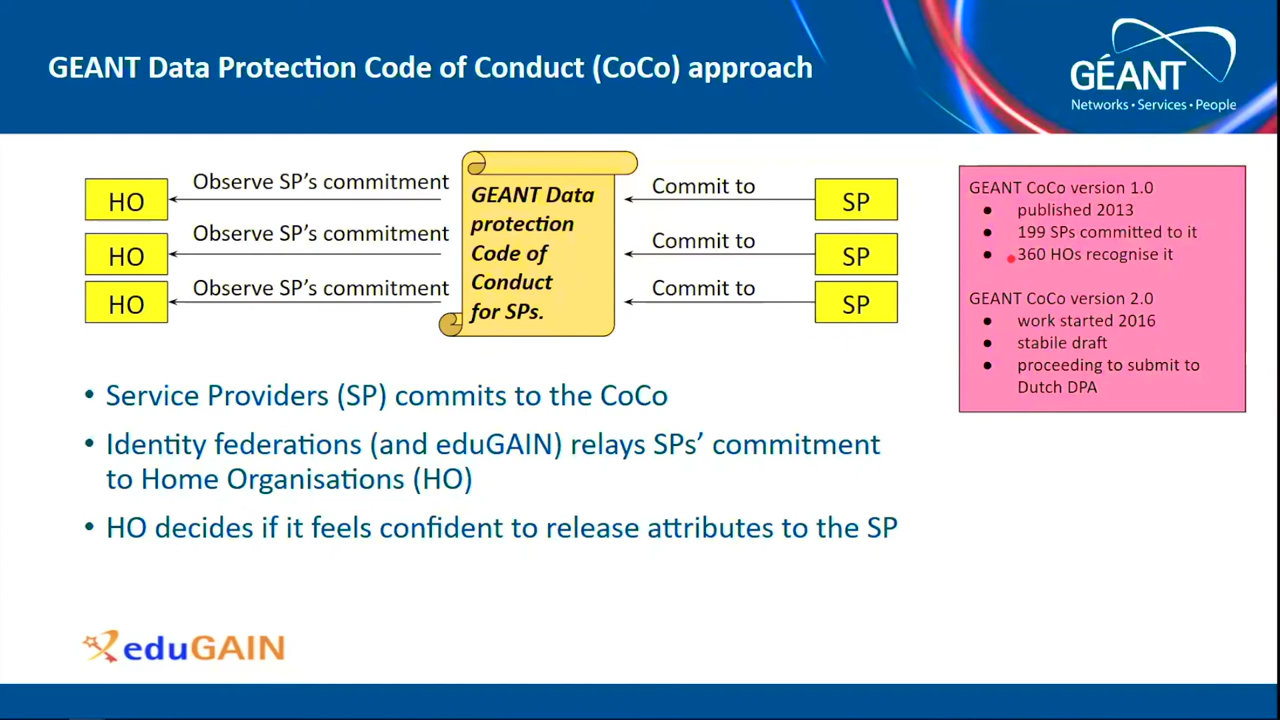 GEANT Data Protection Code of Conduct (CoCo) approach
GÉANT
Networks • Services • People
HO
Observe SP's commitment
GEANT Data
protection
Code of
Conduct
for SPs.
Commit to
SP
HO
Observe SP's commitment
Commit to
SP
HO
Observe SP's commitment
Commit to
SP
GEANT CoCo version 1.0
● published 2013
● 199 SPs committed to it
● 360 HOs recognise it
GEANT CoCo version 2.0
● work started 2016
● stabile draft
● proceeding to submit to
Dutch DPA
• Service Providers (SP) commits to the CoCo
• Identity federations (and eduGAIN) relays SPs' commitment
to Home Organisations (HO)
• HO decides if it feels confident to release attributes to the SP
eduGAIN